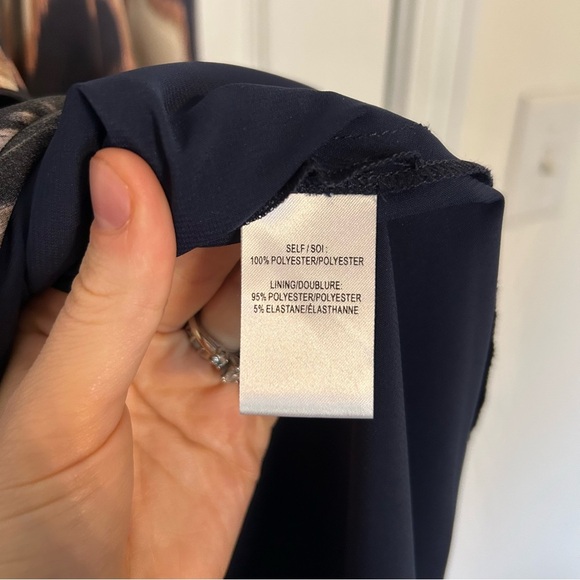 SELF / SOI :
100% POLYESTER/POLYESTER
LINING/DOUBLURE:
95% POLYESTER/POLYESTER
5% ELASTANE/ÉLASTHANNE